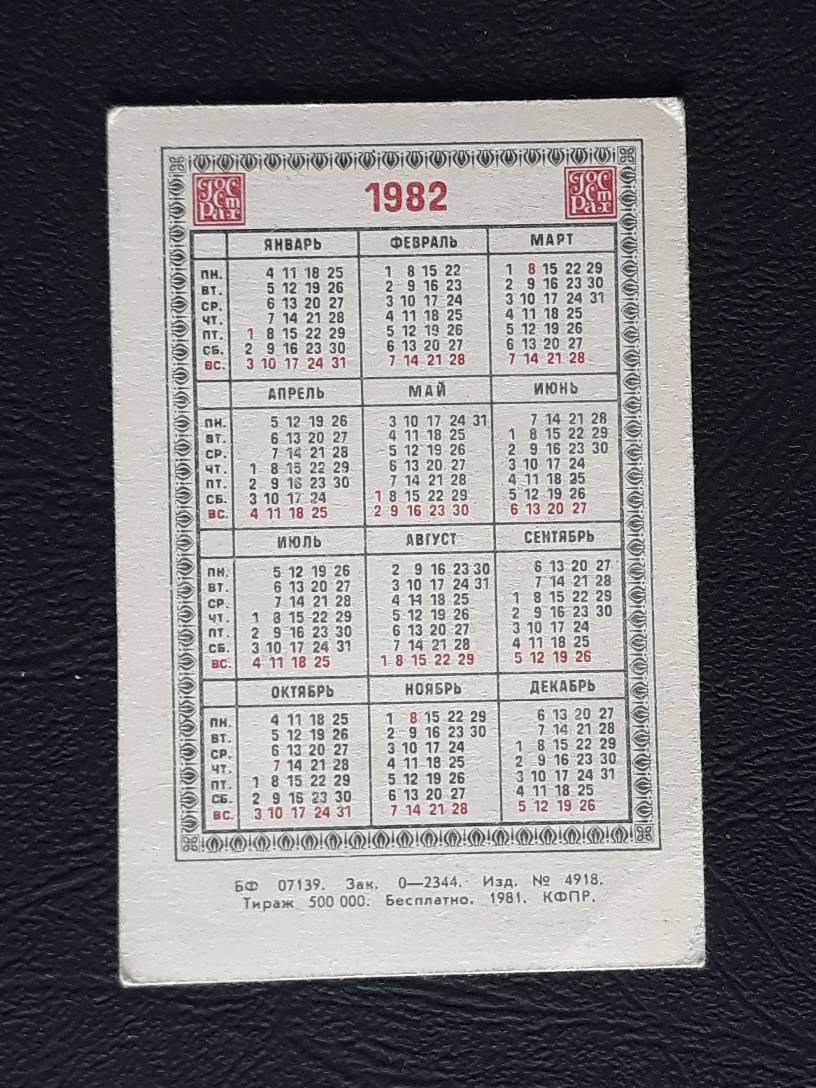 Гос Ст Рах 1982 Гос Ст Рах
ЯНВАРЬ ФЕВРАЛЬ МАРТ
ПН. 4 11 18 25 1 8 15 22 1 8 15 22 29
ВТ. 5 12 19 26 2 9 16 23 2 9 16 23 30
СР. 6 13 20 27 3 10 17 24 3 10 17 24 31
ЧТ. 7 14 21 28 4 11 18 25 4 11 18 25
ПТ. 1 8 15 22 29 5 12 19 26 5 12 19 26
СБ. 2 9 16 23 30 6 13 20 27 6 13 20 27
ВС. 3 10 17 24 31 7 14 21 28 7 14 21 28
АПРЕЛЬ МАЙ ИЮНЬ
ПН. 5 12 19 26 3 10 17 24 31 7 14 21 28
ВТ. 6 13 20 27 4 11 18 25 1 8 15 22 29
СР. 7 14 21 28 5 12 19 26 2 9 16 23 30
ЧТ. 1 8 15 22 29 6 13 20 27 3 10 17 24
ПТ. 2 9 16 23 30 7 14 21 28 4 11 18 25
СБ. 3 10 17 24 1 8 15 22 29 5 12 19 26
ВС. 4 11 18 25 2 9 16 23 30 6 13 20 27
ИЮЛЬ АВГУСТ СЕНТЯБРЬ
ПН. 5 12 19 26 2 9 16 23 30 6 13 20 27
ВТ. 6 13 20 27 3 10 17 24 31 7 14 21 28
СР. 7 14 21 28 4 11 18 25 1 8 15 22 29
ЧТ. 1 8 15 22 29 5 12 19 26 2 9 16 23 30
ПТ. 2 9 16 23 30 6 13 20 27 3 10 17 24
СБ. 3 10 17 24 31 7 14 21 28 4 11 18 25
ВС. 4 11 18 25 1 8 15 22 29 5 12 19 26
ОКТЯБРЬ НОЯБРЬ ДЕКАБРЬ
ПН. 4 11 18 25 1 8 15 22 29 6 13 20 27
ВТ. 5 12 19 26 2 9 16 23 30 7 14 21 28
СР. 6 13 20 27 3 10 17 24 1 8 15 22 29
ЧТ. 7 14 21 28 4 11 18 25 2 9 16 23 30
ПТ. 1 8 15 22 29 5 12 19 26 3 10 17 24 31
СБ. 2 9 16 23 30 6 13 20 27 4 11 18 25
ВС. 3 10 17 24 31 7 14 21 28 5 12 19 26
БФ 07139. Зак. 0—2344. Изд. № 4918.
Тираж 500 000. Бесплатно. 1981. КФПР.